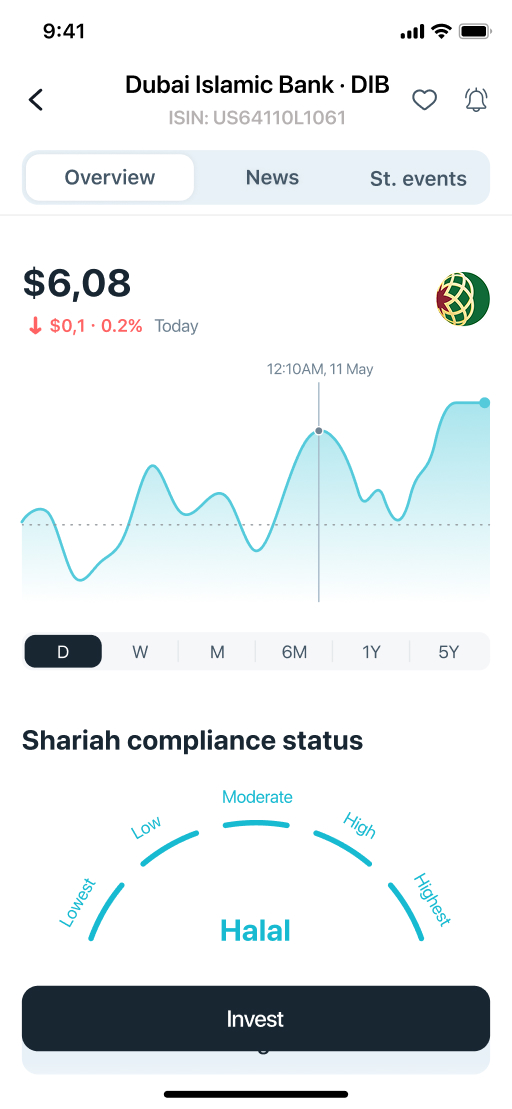 9:41
Dubai Islamic Bank · DIB
ISIN: US64110L1061
Overview News St. events
$6,08
$0,1 · 0.2% Today
12:10AM, 11 May
D W M 6M 1Y 5Y
Shariah compliance status
Lowest Low Moderate High Highest
Halal
Invest